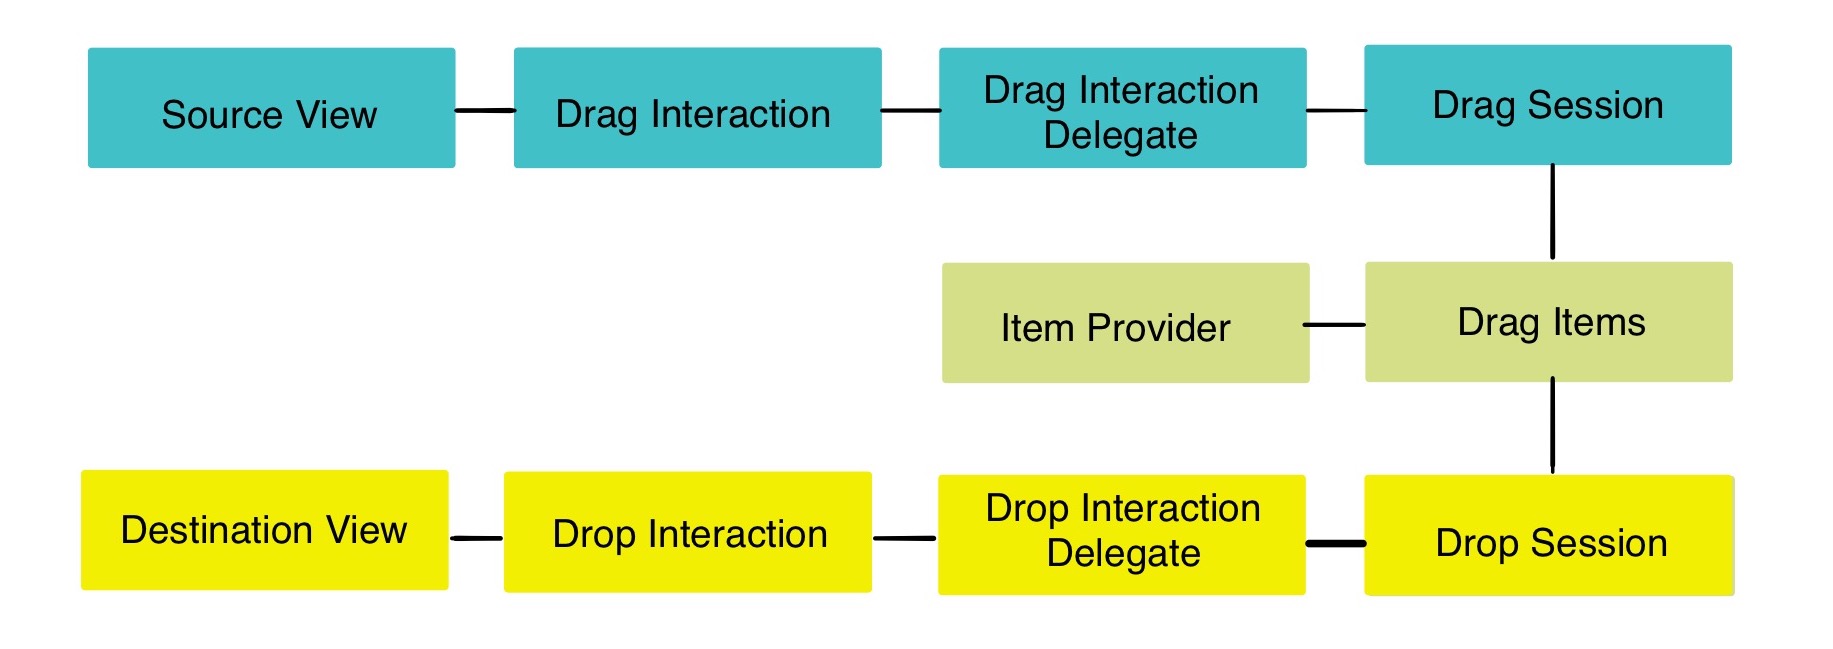 Source View
Drag Interaction
Drag Interaction
Delegate
Drag Session
Item Provider
Drag Items
Destination View
Drop Interaction
Drop Interaction
Delegate
Drop Session